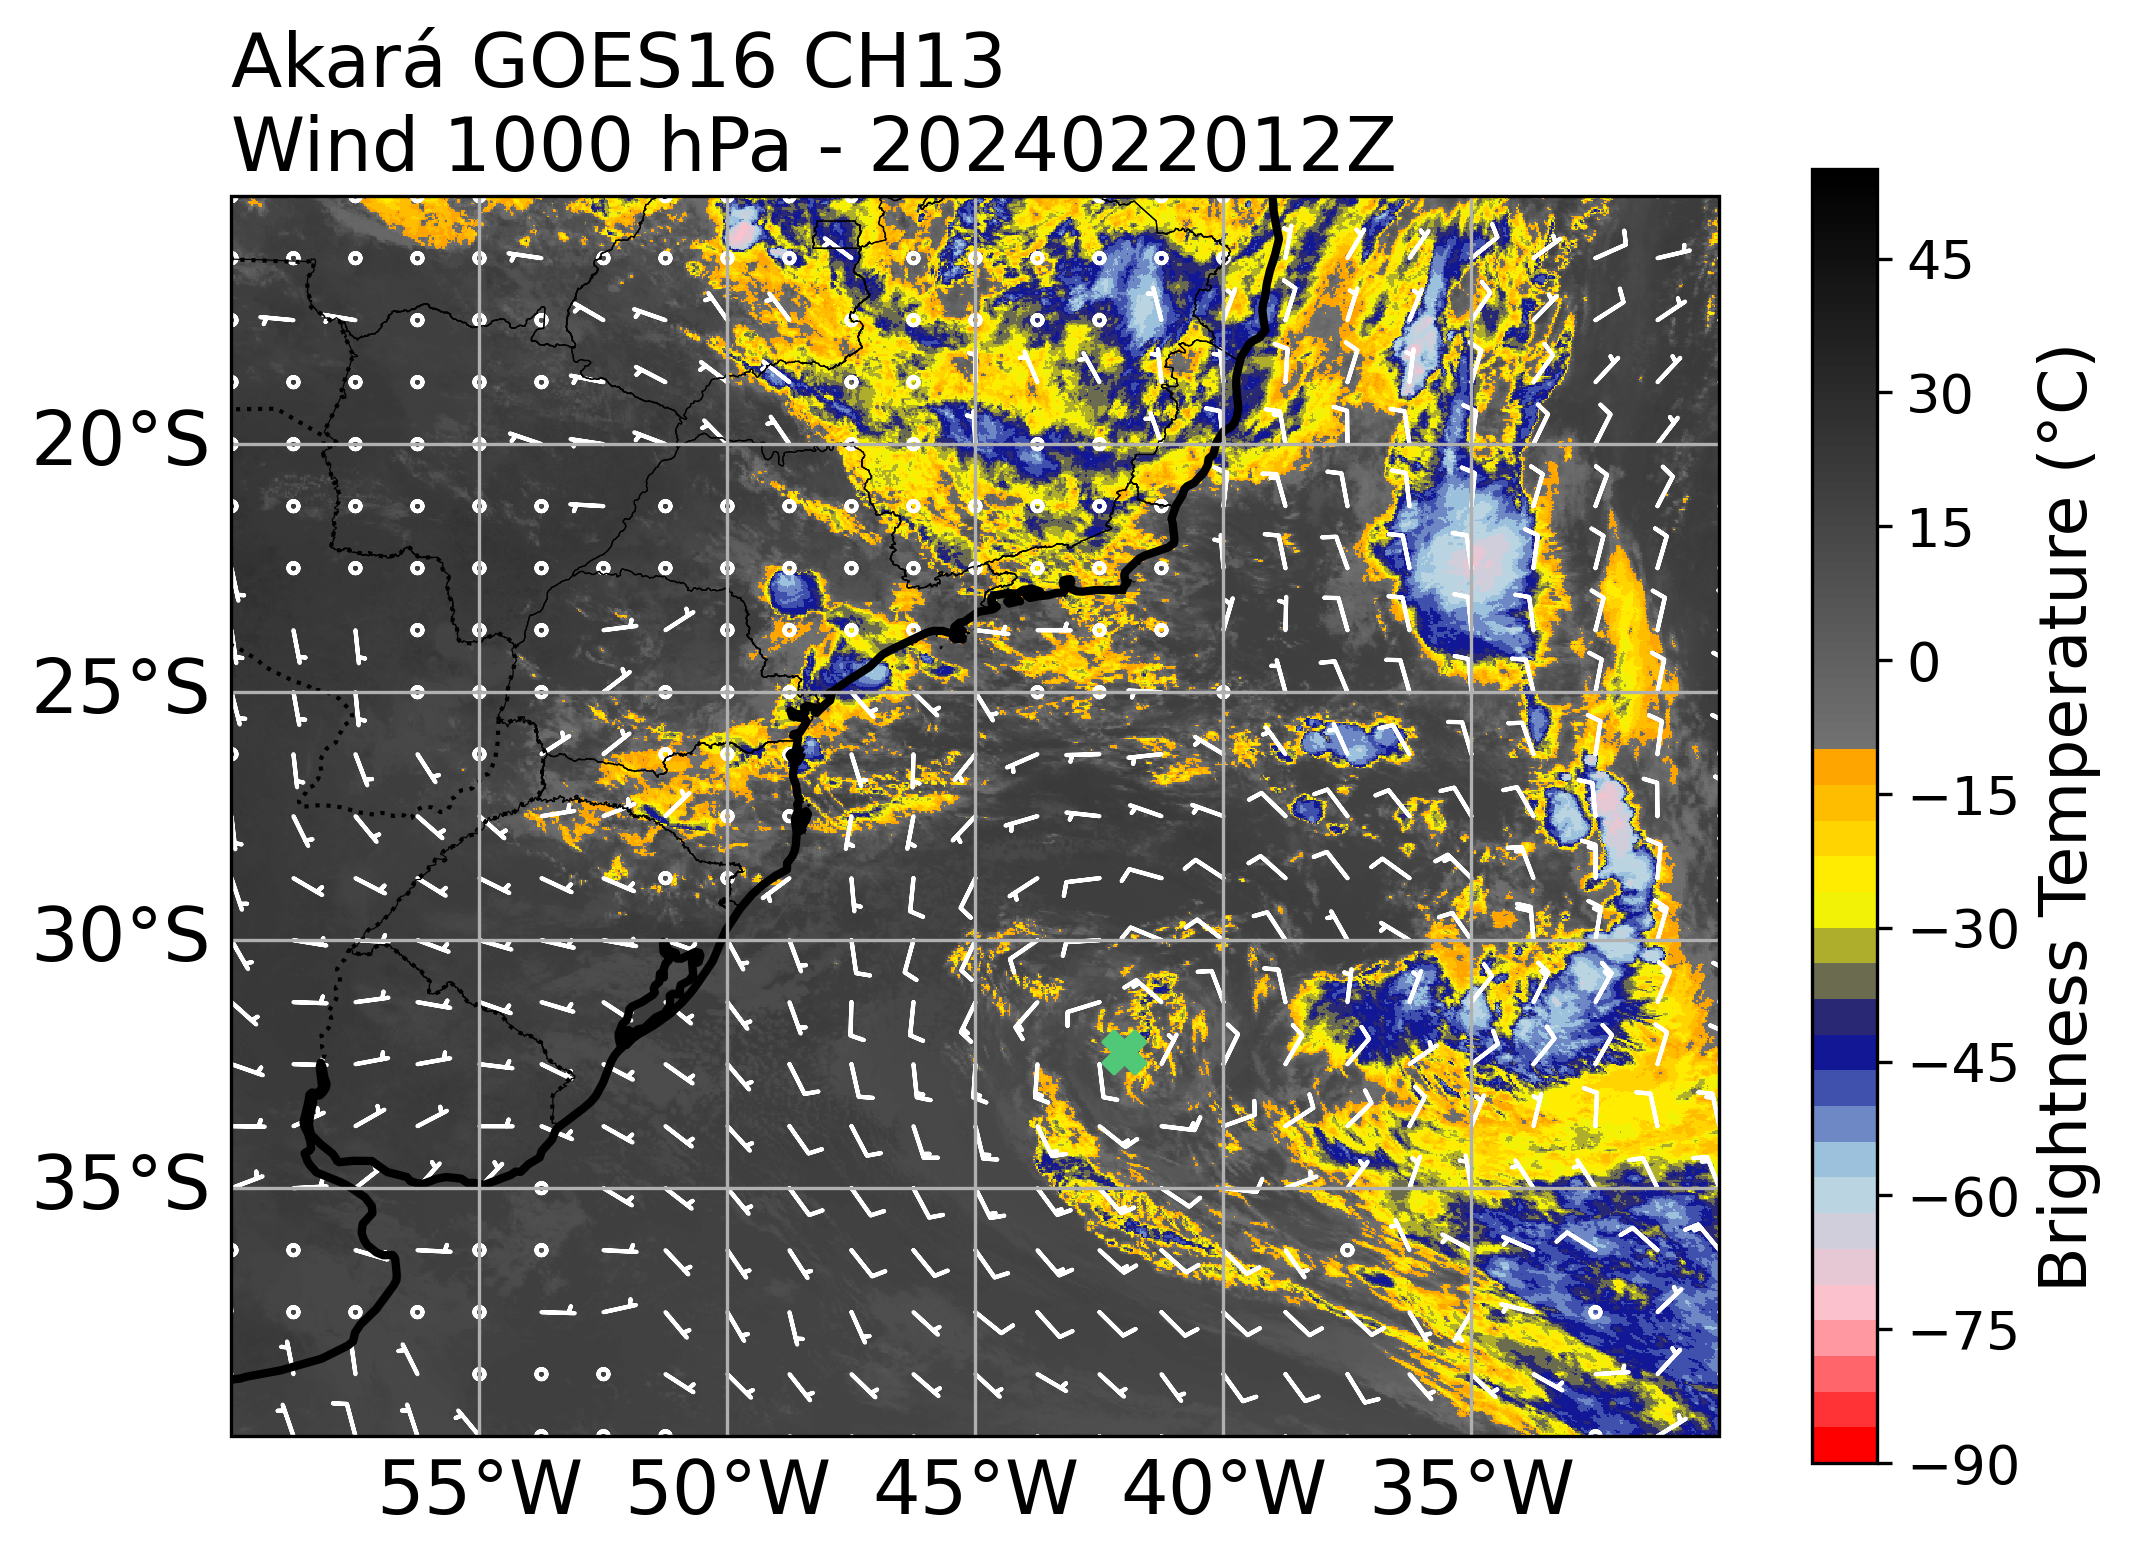 Akará GOES16 CH13
Wind 1000 hPa - 2024022012Z
20°S
25°S
30°S
35°S
55°W 50°W 45°W 40°W 35°W
45
30
15
0
−15
−30
−45
−60
−75
−90
Brightness Temperature (°C)